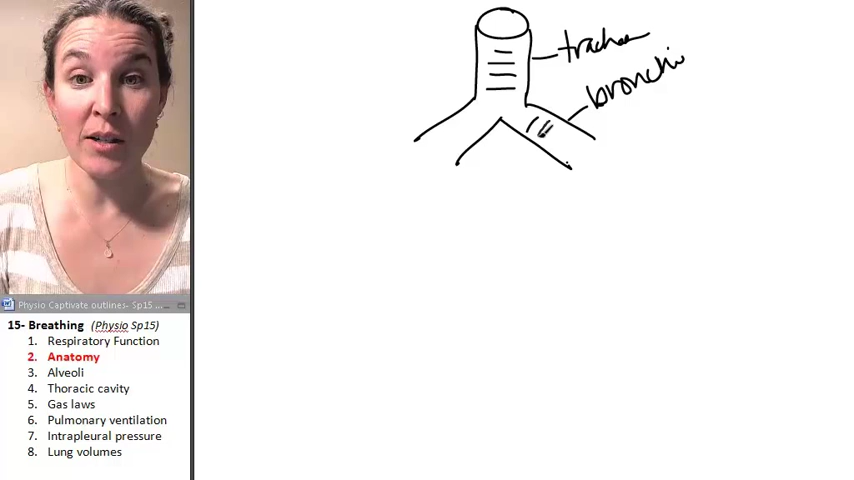 trachea
bronchi
Physio Captivate outlines- Sp15 ...
15- Breathing (Physio Sp15)
1. Respiratory Function
2. Anatomy
3. Alveoli
4. Thoracic cavity
5. Gas laws
6. Pulmonary ventilation
7. Intrapleural pressure
8. Lung volumes